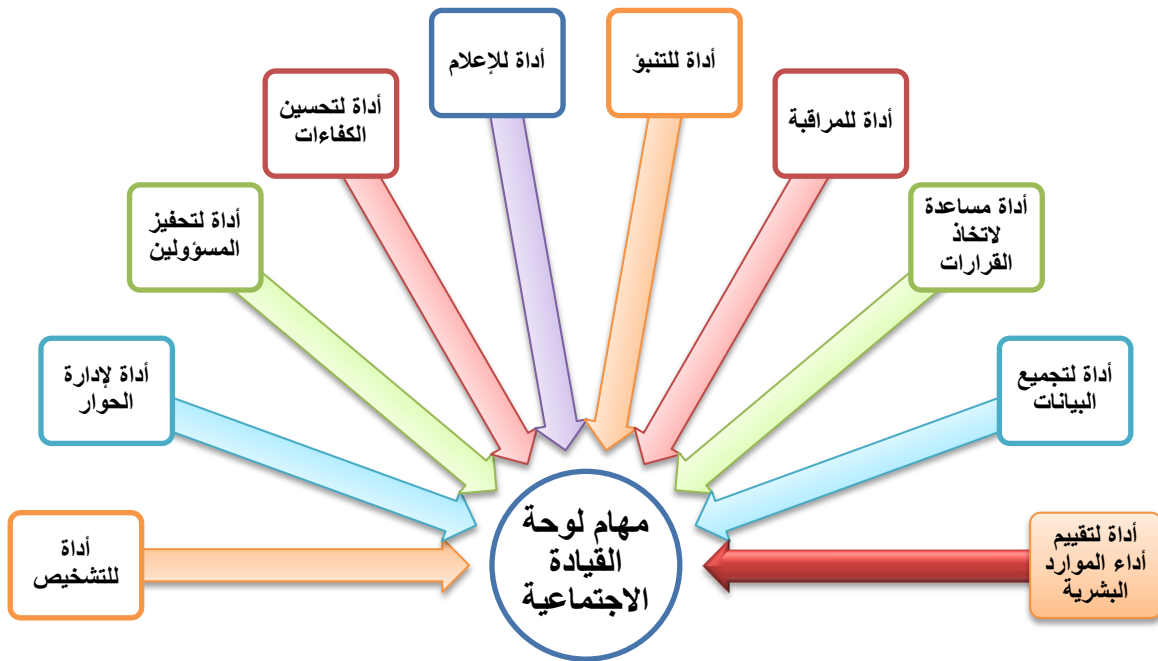 أداة للتنبؤ
أداة للإعلام
أداة للمراقبة
أداة لتحسين
الكفاءات
أداة مساعدة
لاتخاذ
القرارات
أداة لتحفيز
المسؤولين
أداة لتجميع
البيانات
أداة لإدارة
الحوار
أداة لتقييم
أداء الموارد
البشرية
مهام لوحة
القيادة
الاجتماعية
أداة
للتشخيص